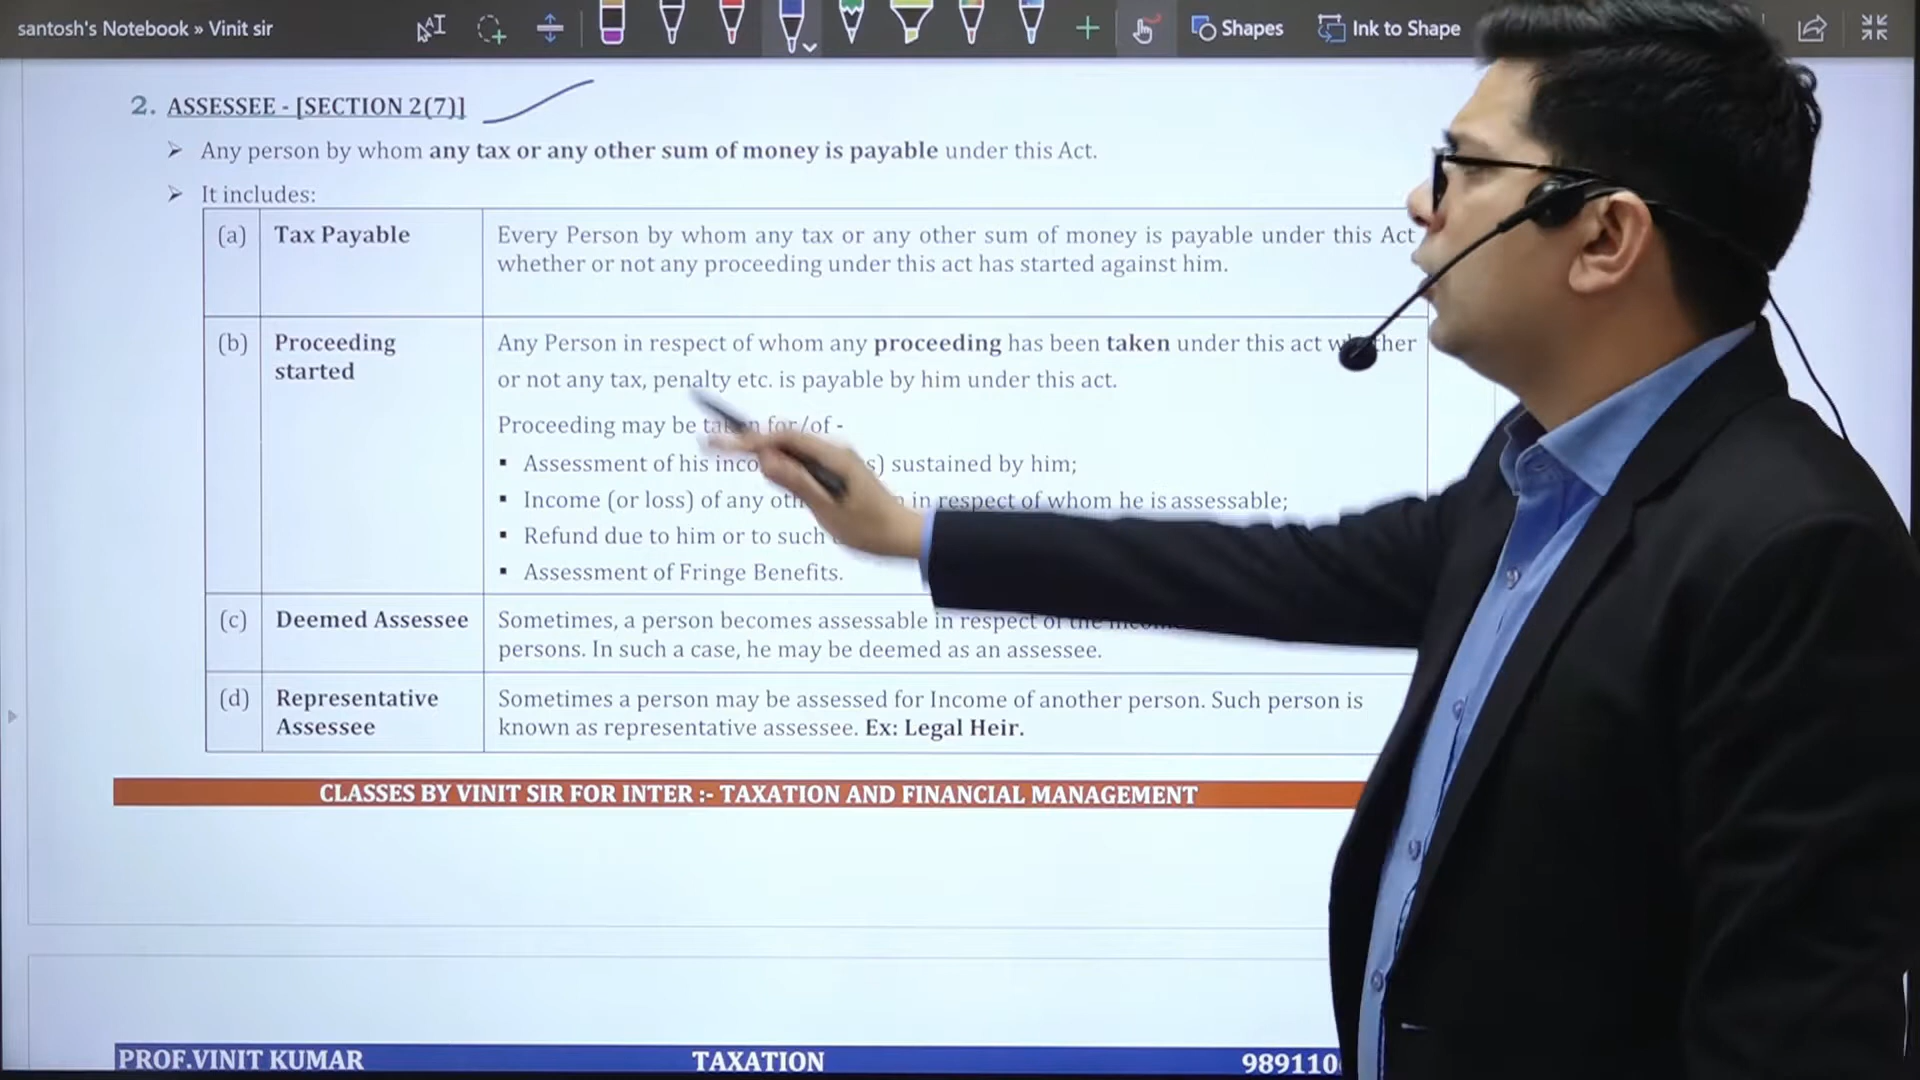 santosh's Notebook » Vinit sir
Shapes
Ink to Shape
2. ASSESSEE - [SECTION 2(7)]
➢ Any person by whom any tax or any other sum of money is payable under this Act.
➢ It includes:
(a) Tax Payable
Every Person by whom any tax or any other sum of money is payable under this Act
whether or not any proceeding under this act has started against him.
(b) Proceeding
started
Any Person in respect of whom any proceeding has been taken under this act
or not any tax, penalty etc. is payable by him under this act.
Proceeding may be taken for/of -
▪ Assessment of his sustained by him;
▪ Income (or loss) of any in respect of whom he is assessable;
▪ Refund due to him or to such
▪ Assessment of Fringe Benefits.
(c) Deemed Assessee
Sometimes, a person becomes assessable in respect of the
persons. In such a case, he may be deemed as an assessee.
(d) Representative
Assessee
Sometimes a person may be assessed for Income of another person. Such person is
known as representative assessee. Ex: Legal Heir.
CLASSES BY VINIT SIR FOR INTER :- TAXATION AND FINANCIAL MANAGEMENT
PROF.VINIT KUMAR TAXATION 989110